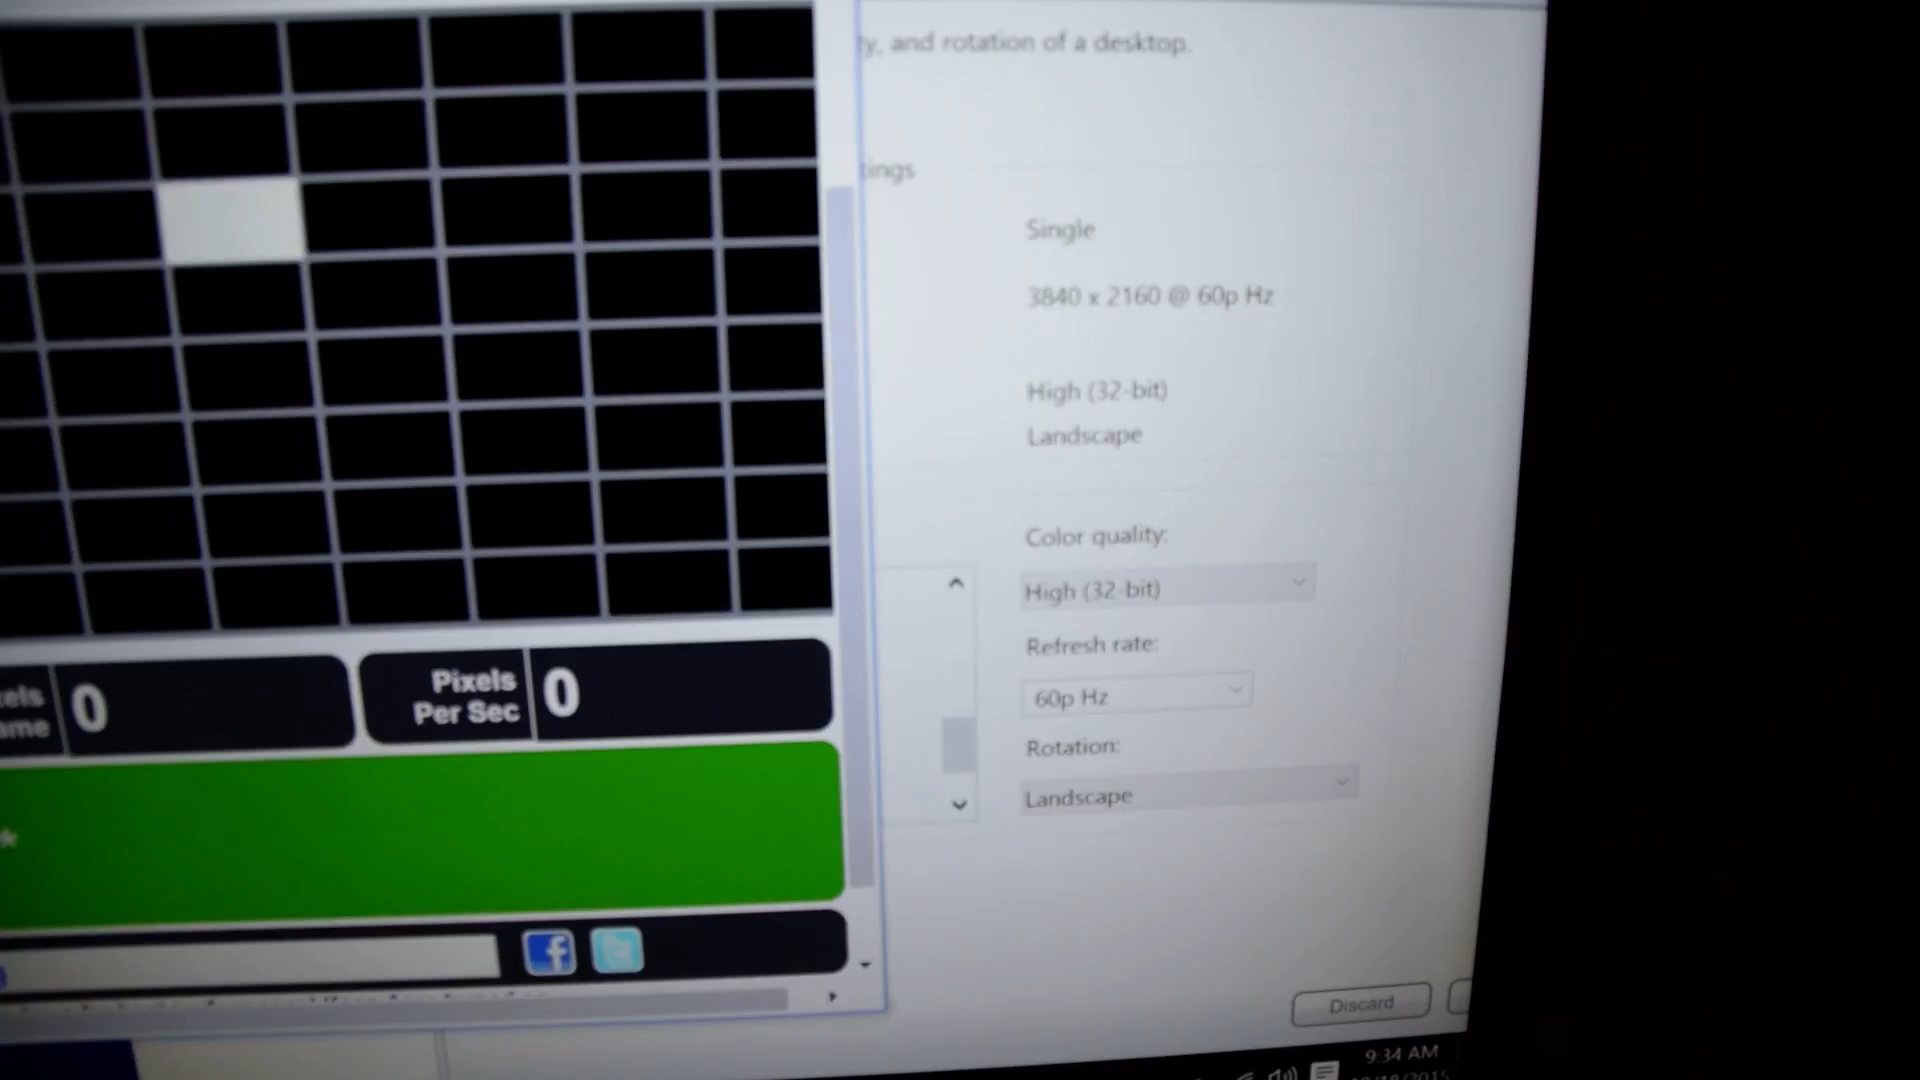 y, and rotation of a desktop.
tings
Single
3840 x 2160 @ 60p Hz
High (32-bit)
Landscape
Color quality:
High (32-bit)
Refresh rate:
60p Hz
Rotation:
Landscape
els
ame
0
Pixels
Per Sec
0
*
f
Discard
9:34 AM